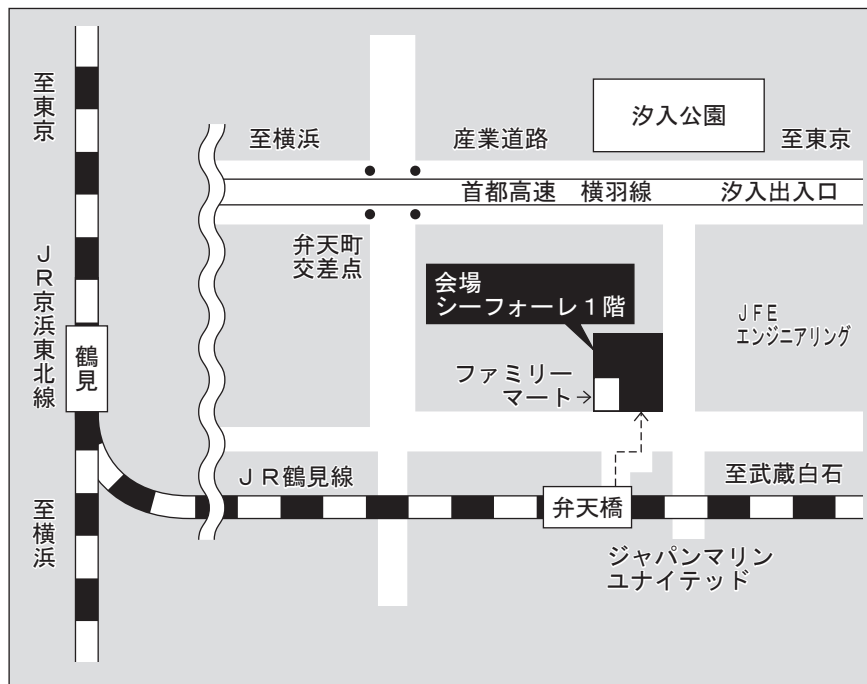 至東京
ＪＲ京浜東北線
鶴見
至横浜
至横浜
産業道路
汐入公園
至東京
首都高速　横羽線
汐入出入口
弁天町
交差点
会場
シーフォーレ１階
ファミリー
マート→
ＪＦＥ
エンジニアリング
ＪＲ鶴見線
弁天橋
至武蔵白石
ジャパンマリン
ユナイテッド